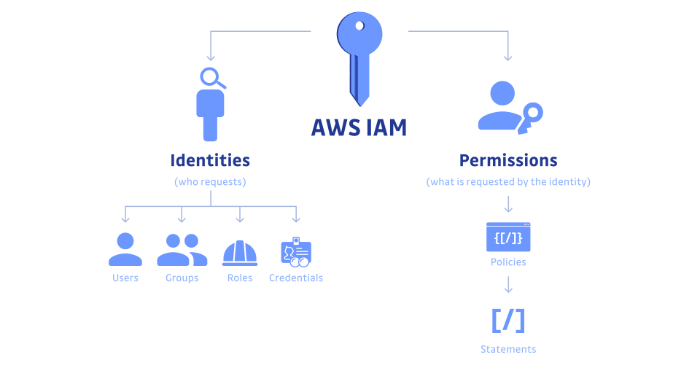 AWS IAM
Identities
(who requests)
Users
Groups
Roles
Credentials
Permissions
(what is requested by the identity)
{[/]}
Policies
[/]
Statements